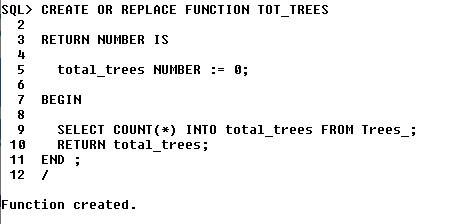 SQL> CREATE OR REPLACE FUNCTION TOT_TREES
2
3 RETURN NUMBER IS
4
5 total_trees NUMBER := 0;
6
7 BEGIN
8
9 SELECT COUNT(*) INTO total_trees FROM Trees_;
10 RETURN total_trees;
11 END ;
12 /
Function created.